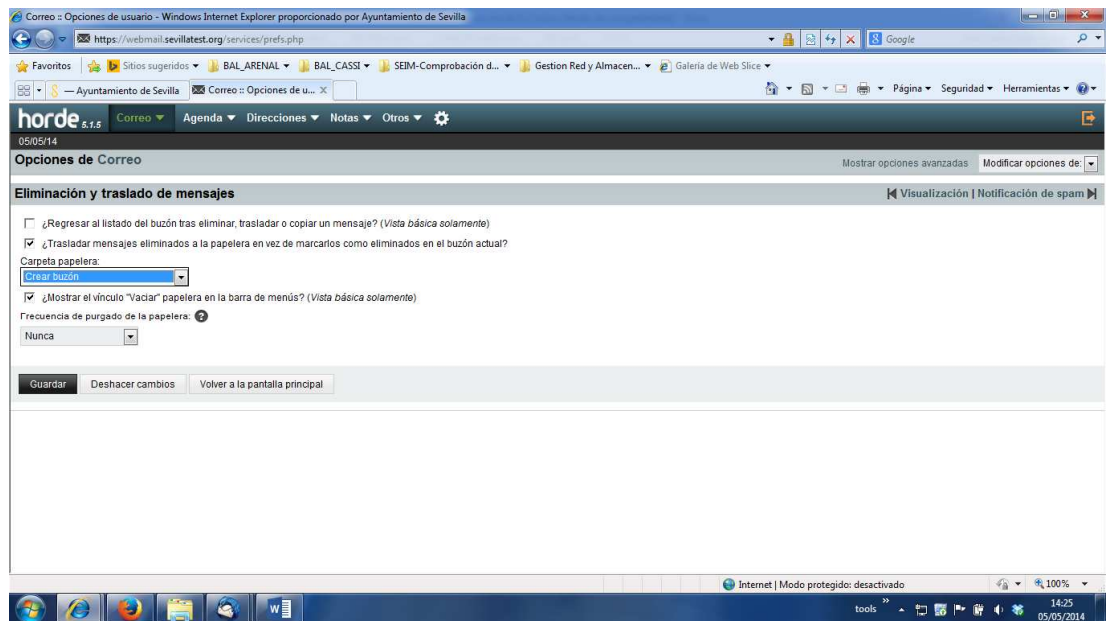 Correo :: Opciones de usuario - Windows Internet Explorer proporcionado por Ayuntamiento de Sevilla
https://webmail.sevillatest.org/services/prefs.php
Google
Favoritos Sitios sugeridos BAL_ARENAL BAL_CASSI SEIM-Comprobación d... Gestion Red y Almacen... Galería de Web Slice
— Ayuntamiento de Sevilla Correo :: Opciones de u... X Página Seguridad Herramientas
horde 5.1.5 Correo Agenda Direcciones Notas Otros
05/05/14
Opciones de Correo Mostrar opciones avanzadas Modificar opciones de:
Eliminación y traslado de mensajes Visualización | Notificación de spam
¿Regresar al listado del buzón tras eliminar, trasladar o copiar un mensaje? (Vista básica solamente)
¿Trasladar mensajes eliminados a la papelera en vez de marcarlos como eliminados en el buzón actual?
Carpeta papelera:
Crear buzón
¿Mostrar el vínculo "Vaciar" papelera en la barra de menús? (Vista básica solamente)
Frecuencia de purgado de la papelera: ?
Nunca
Guardar Deshacer cambios Volver a la pantalla principal
Internet | Modo protegido: desactivado 100%
tools » 14:25
05/05/2014